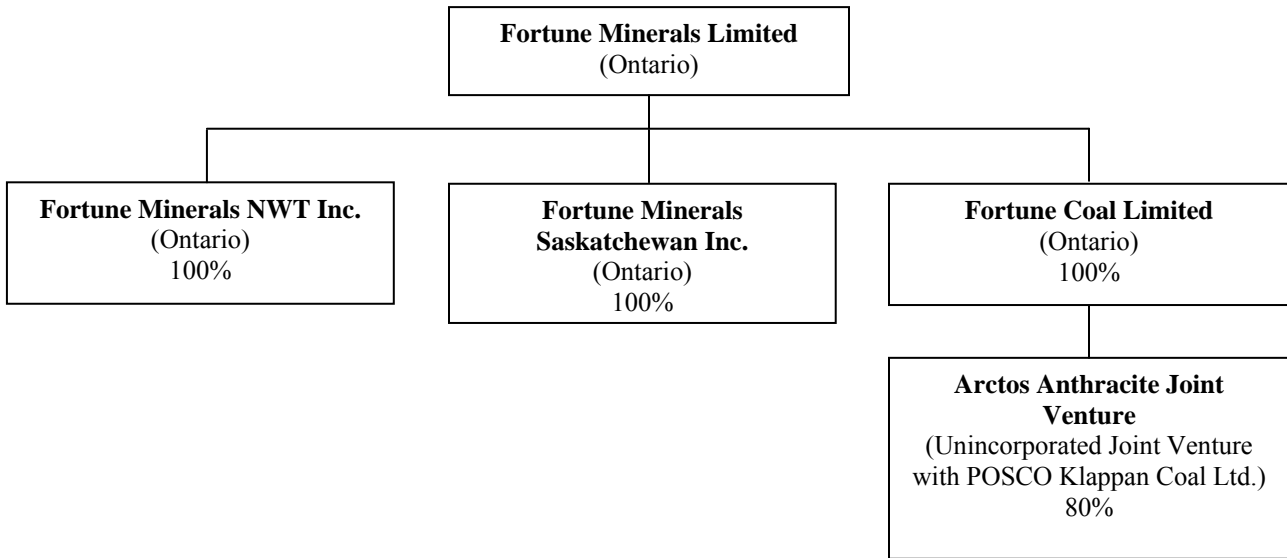 Fortune Minerals Limited
(Ontario)
Fortune Minerals NWT Inc.
(Ontario)
100%
Fortune Minerals
Saskatchewan Inc.
(Ontario)
100%
Fortune Coal Limited
(Ontario)
100%
Arctos Anthracite Joint
Venture
(Unincorporated Joint Venture
with POSCO Klappan Coal Ltd.)
80%